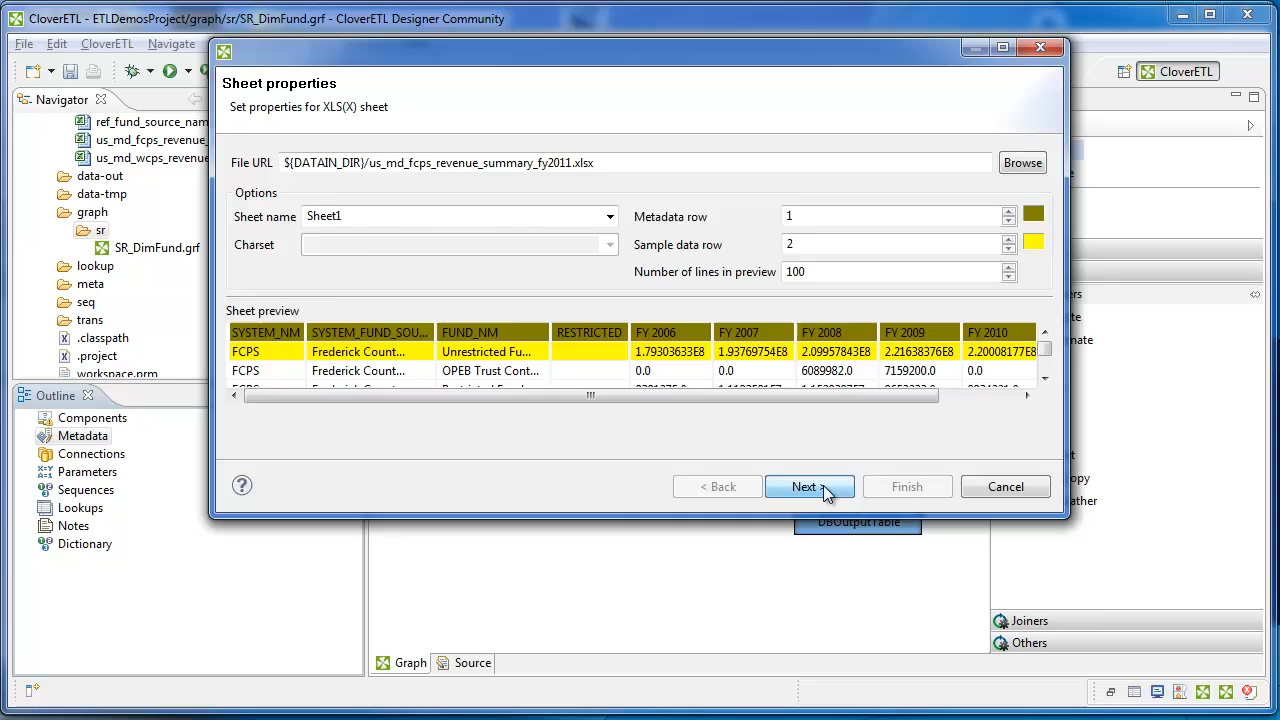 CloverETL - ETLDemosProject/graph/sr/SR_DimFund.grf - CloverETL Designer Community
File Edit CloverETL Navigate
CloverETL
Navigator
ref_fund_source_nam
us_md_fcps_revenue_
us_md_wcps_revenue
data-out
data-tmp
graph
sr
SR_DimFund.grf
lookup
meta
seq
trans
.classpath
.project
workspace.prm
Outline
Components
Metadata
Connections
Parameters
Sequences
Lookups
Notes
Dictionary
Sheet properties
Set properties for XLS(X) sheet
File URL ${DATAIN_DIR}/us_md_fcps_revenue_summary_fy2011.xlsx Browse
Options
Sheet name Sheet1 Metadata row 1
Charset Sample data row 2
Number of lines in preview 100
Sheet preview
SYSTEM_NM SYSTEM_FUND_SOU... FUND_NM RESTRICTED FY 2006 FY 2007 FY 2008 FY 2009 FY 2010
FCPS Frederick Count... Unrestricted Fu... 1.79303633E8 1.93769754E8 2.09957843E8 2.21638376E8 2.20008177E8
FCPS Frederick Count... OPEB Trust Cont... 0.0 0.0 6089982.0 7159200.0 0.0
< Back Next > Finish Cancel
DBOutputTable
ers
te
nate
t
opy
ather
Joiners
Others
Graph Source